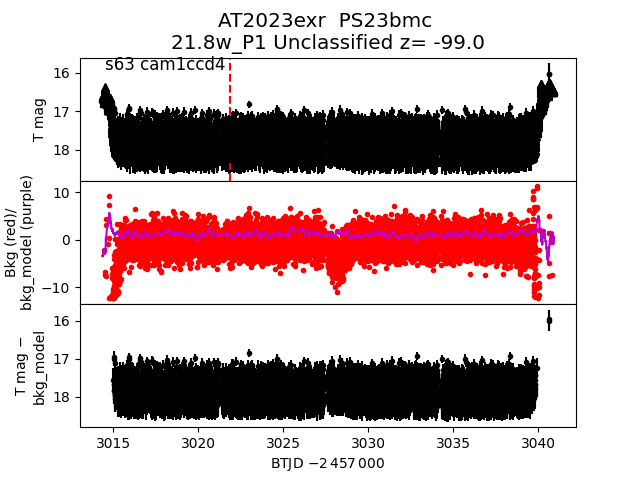 AT2023exr  PS23bmc
21.8w_P1 Unclassified z= -99.0
s63 cam1ccd4
16
17
18
T mag
10
0
−10
Bkg (red)/
bkg_model (purple)
16
17
18
T mag −
bkg_model
3015
3020
3025
3030
3035
3040
BTJD −2 457 000